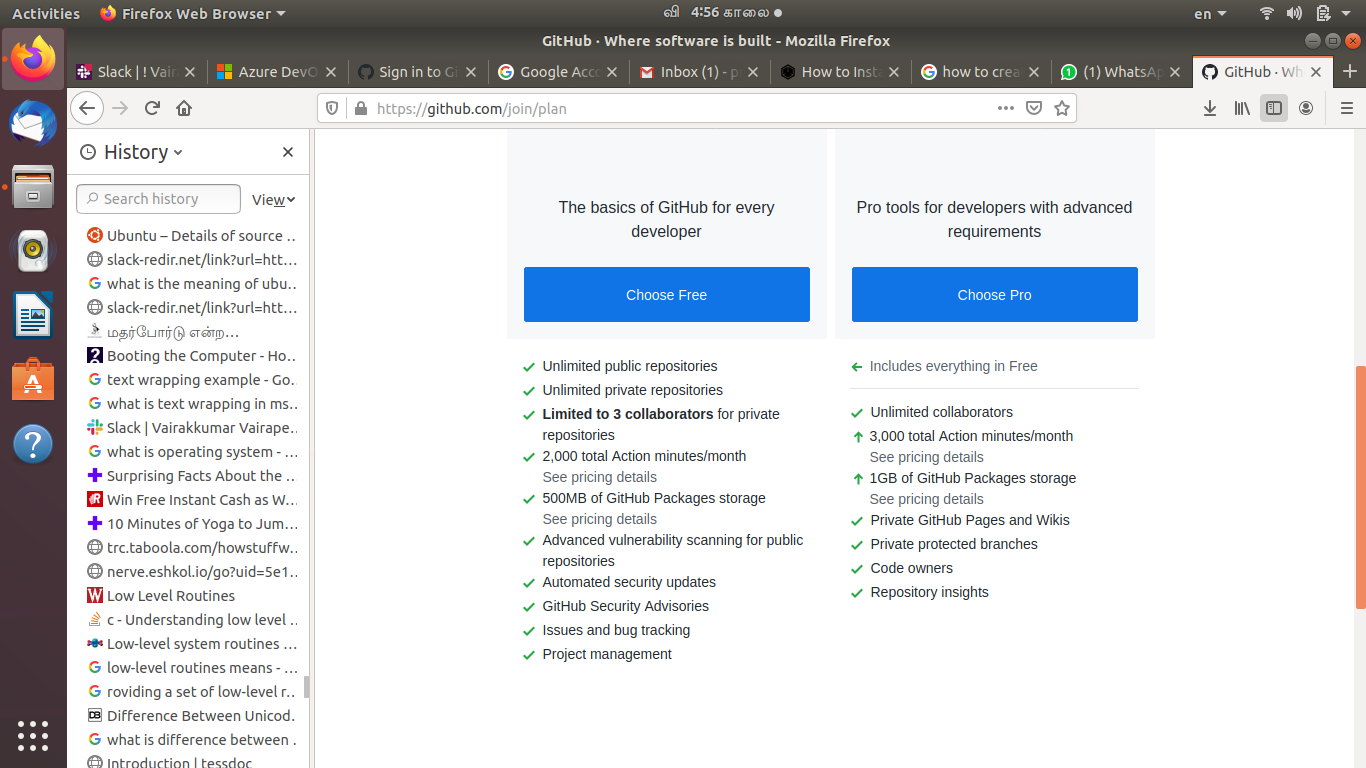 Activities Firefox Web Browser வி 4:56 காலை en
GitHub · Where software is built - Mozilla Firefox
Slack | ! Vair Azure DevO Sign in to Gi Google Acco Inbox (1) - p How to Inst how to crea (1) WhatsAp GitHub · Wh
https://github.com/join/plan
History
Search history View
Ubuntu – Details of source …
slack-redir.net/link?url=htt…
what is the meaning of ubu…
slack-redir.net/link?url=htt…
மதர்போர்டு என்ற…
Booting the Computer - Ho…
text wrapping example - Go…
what is text wrapping in ms…
Slack | Vairakkumar Vairape…
what is operating system - …
Surprising Facts About the …
Win Free Instant Cash as W…
10 Minutes of Yoga to Jum…
trc.taboola.com/howstuffw…
nerve.eshkol.io/go?uid=5e1…
Low Level Routines
c - Understanding low level …
Low-level system routines …
low-level routines means - …
roviding a set of low-level r…
Difference Between Unicod…
what is difference between …
Introduction | tessdoc
The basics of GitHub for every
developer
Choose Free
Unlimited public repositories
Unlimited private repositories
Limited to 3 collaborators for private
repositories
2,000 total Action minutes/month
See pricing details
500MB of GitHub Packages storage
See pricing details
Advanced vulnerability scanning for public
repositories
Automated security updates
GitHub Security Advisories
Issues and bug tracking
Project management
Pro tools for developers with advanced
requirements
Choose Pro
Includes everything in Free
Unlimited collaborators
3,000 total Action minutes/month
See pricing details
1GB of GitHub Packages storage
See pricing details
Private GitHub Pages and Wikis
Private protected branches
Code owners
Repository insights